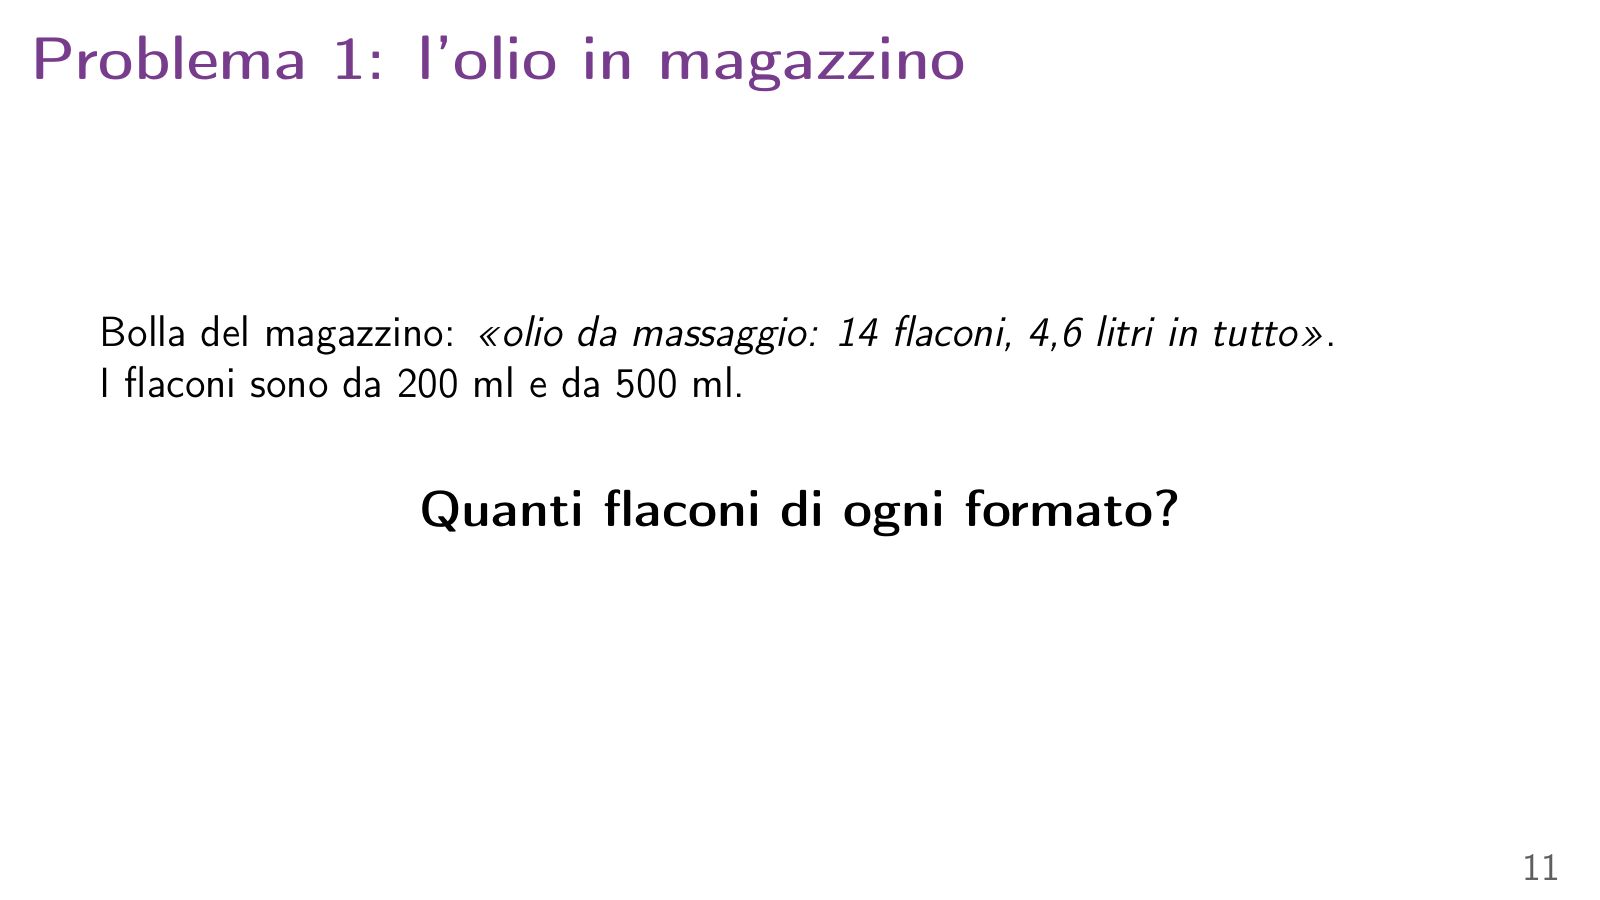 Problema 1: l’olio in magazzino
Bolla del magazzino: «olio da massaggio: 14 flaconi, 4,6 litri in tutto».
I flaconi sono da 200 ml e da 500 ml.
Quanti flaconi di ogni formato?
11